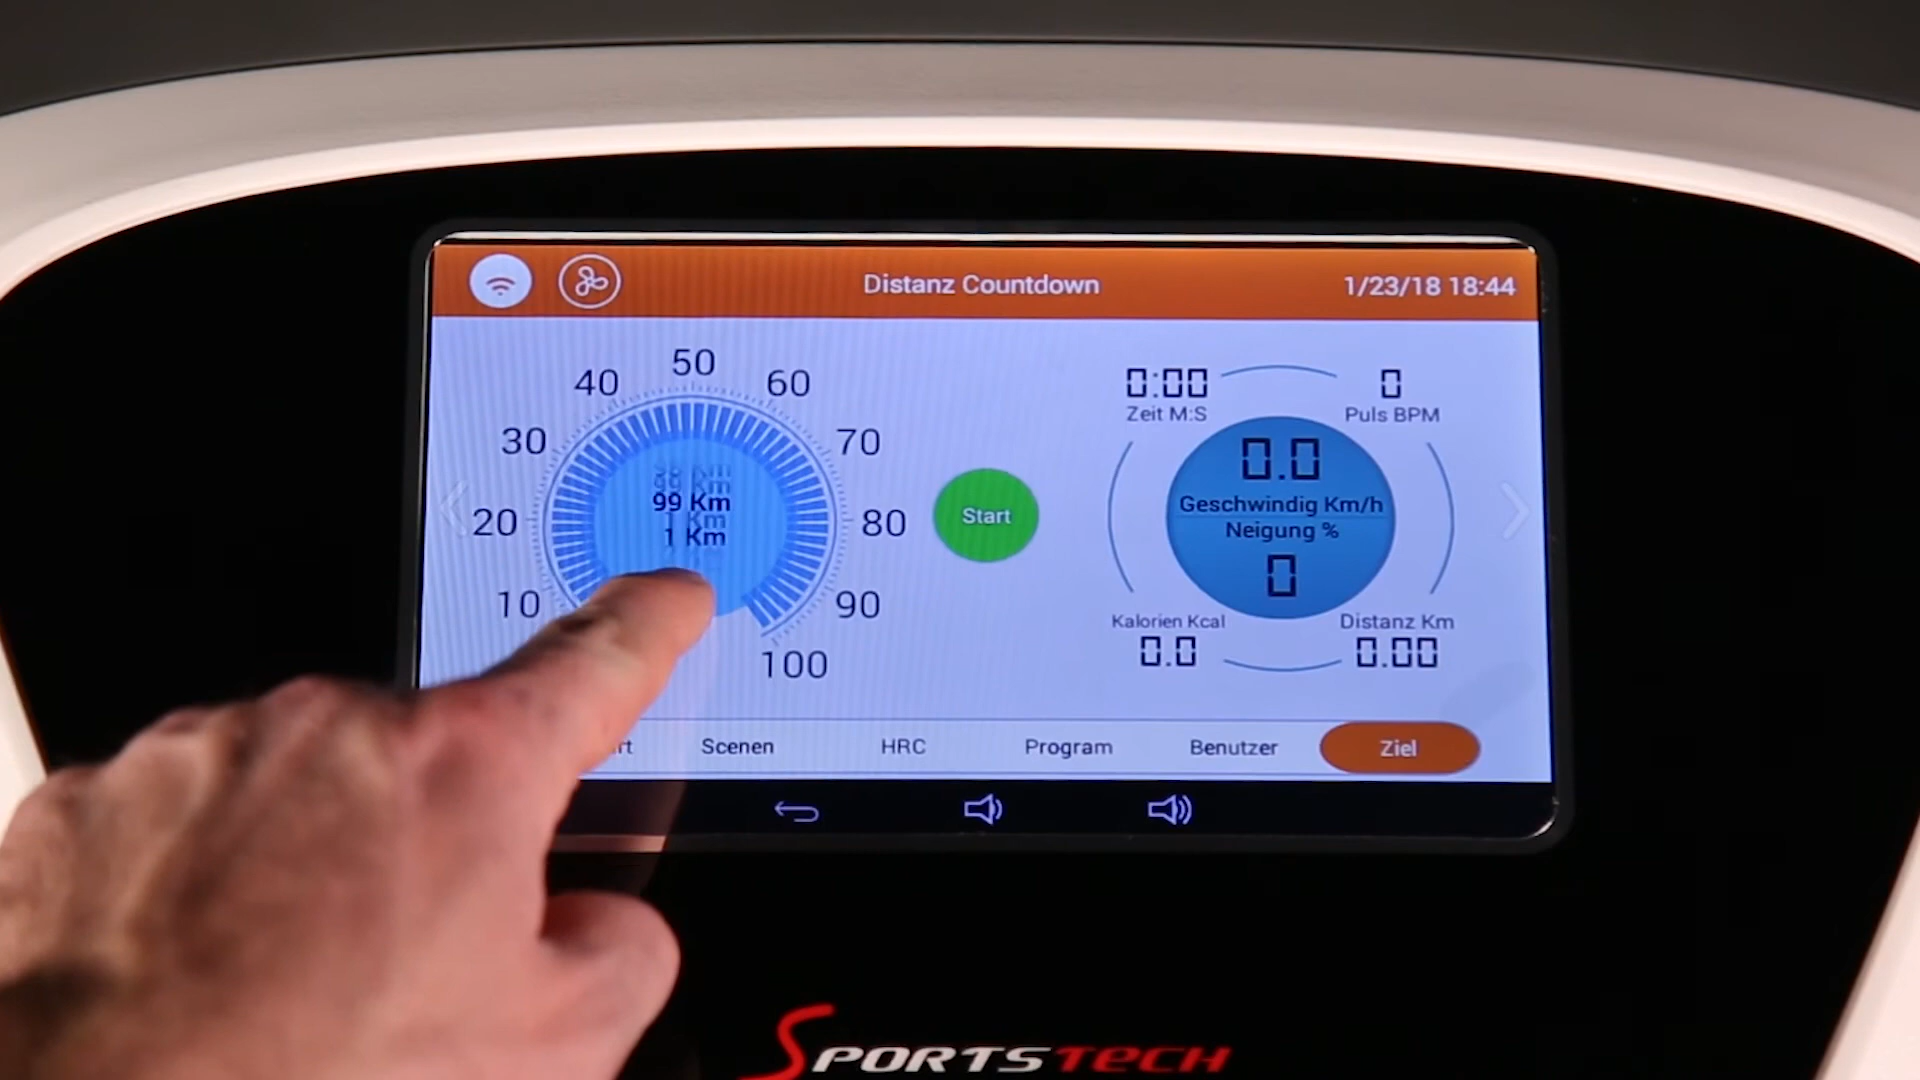 Distanz Countdown
1/23/18 18:44
50
40
60
30
70
20
80
10
90
100
99 Km
1 Km
1 Km
Start
0:00
Zeit M:S
0
Puls BPM
0.0
Geschwindig Km/h
Neigung %
0
Kalorien Kcal
0.0
Distanz Km
0.00
Scenen
HRC
Program
Benutzer
Ziel
SPORTSTECH